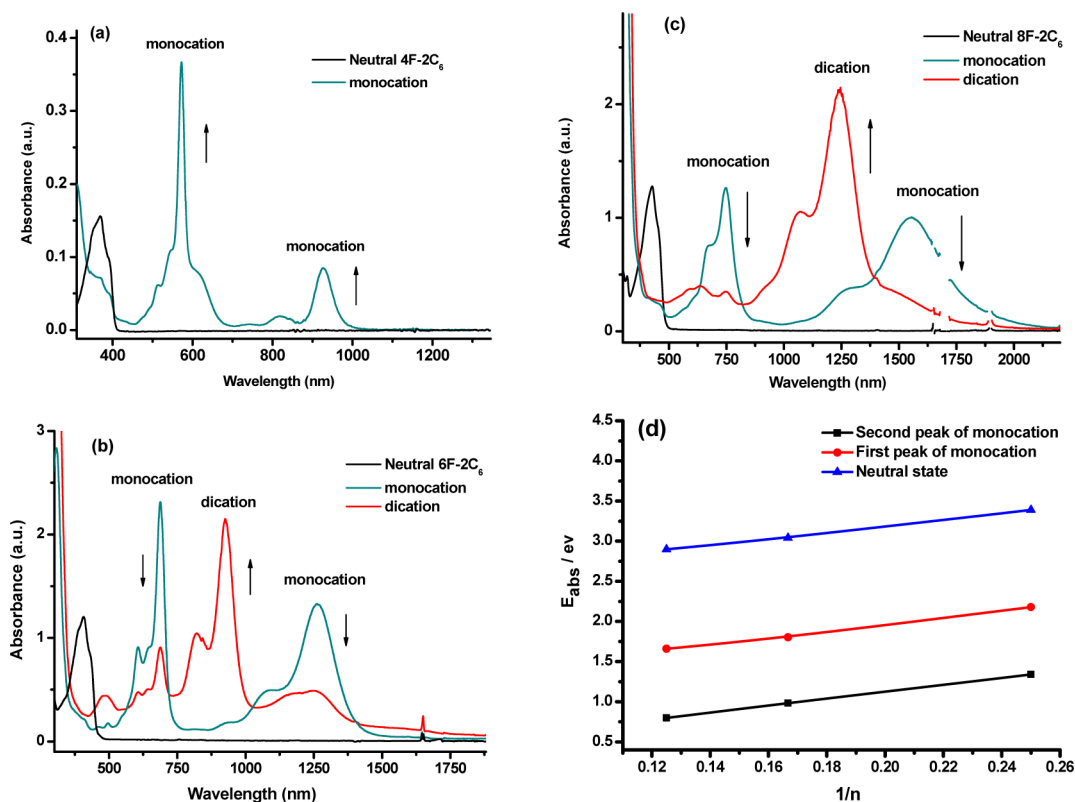 (a)
monocation
Neutral 4F-2C6
monocation
monocation
Absorbance (a.u.)
0.4
0.3
0.2
0.1
0.0
400 600 800 1000 1200
Wavelength (nm)
(c)
Neutral 8F-2C6
monocation
dication
dication
monocation
monocation
Absorbance (a.u.)
2
1
0
500 750 1000 1250 1500 1750 2000
Wavelength (nm)
(b)
Neutral 6F-2C6
monocation
dication
monocation
dication
monocation
Absorbance (a.u.)
3
2
1
0
500 750 1000 1250 1500 1750
Wavelength (nm)
(d)
Second peak of monocation
First peak of monocation
Neutral state
Eabs / ev
4.5
4.0
3.5
3.0
2.5
2.0
1.5
1.0
0.5
0.12 0.14 0.16 0.18 0.20 0.22 0.24 0.26
1/n